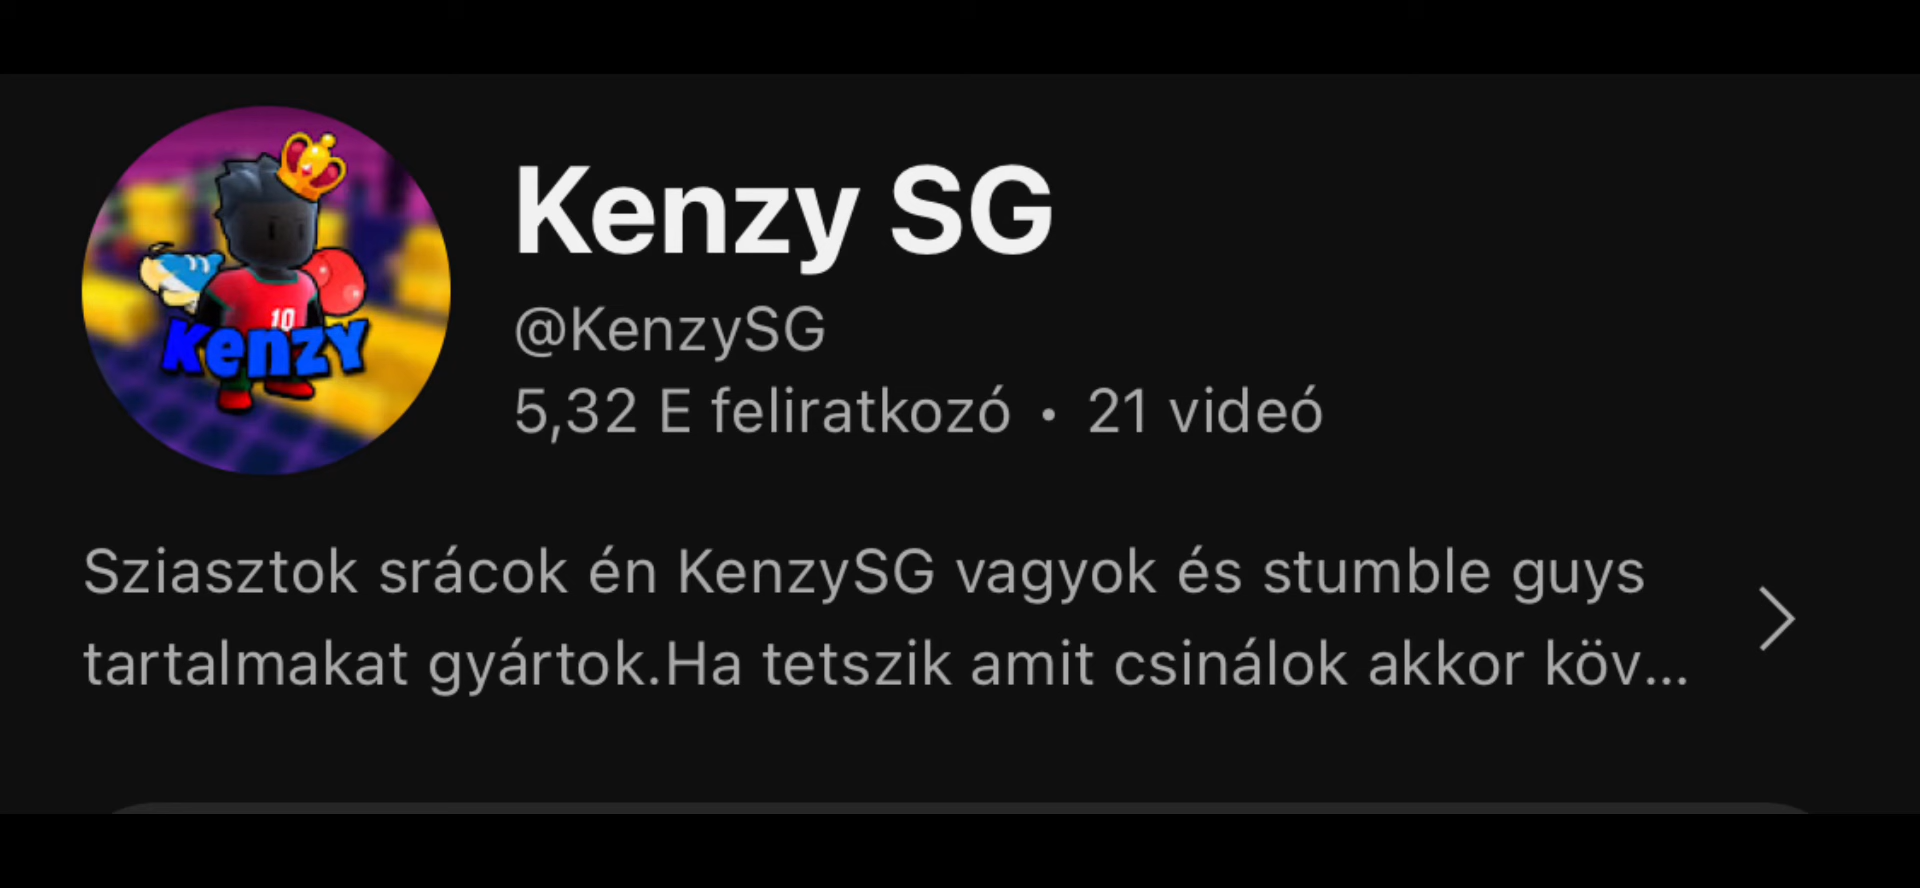 10
Kenzy
Kenzy SG
@KenzySG
5,32 E feliratkozó • 21 videó
Sziasztok srácok én KenzySG vagyok és stumble guys
tartalmakat gyártok.Ha tetszik amit csinálok akkor köv...